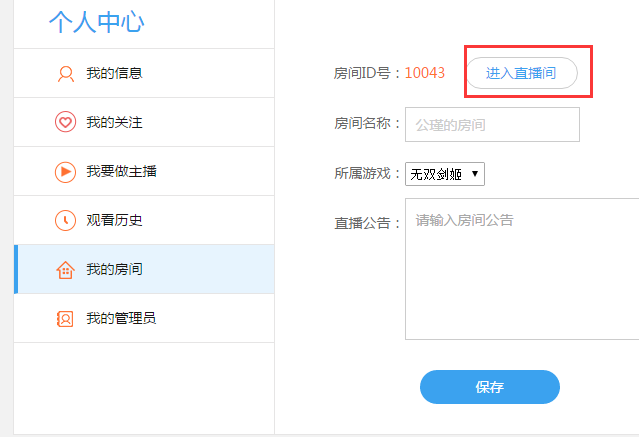 个人中心
我的信息
我的关注
我要做主播
观看历史
我的房间
我的管理员
房间ID号：10043 进入直播间
房间名称： 公瑾的房间
所属游戏： 无双剑姬
直播公告： 请输入房间公告
保存